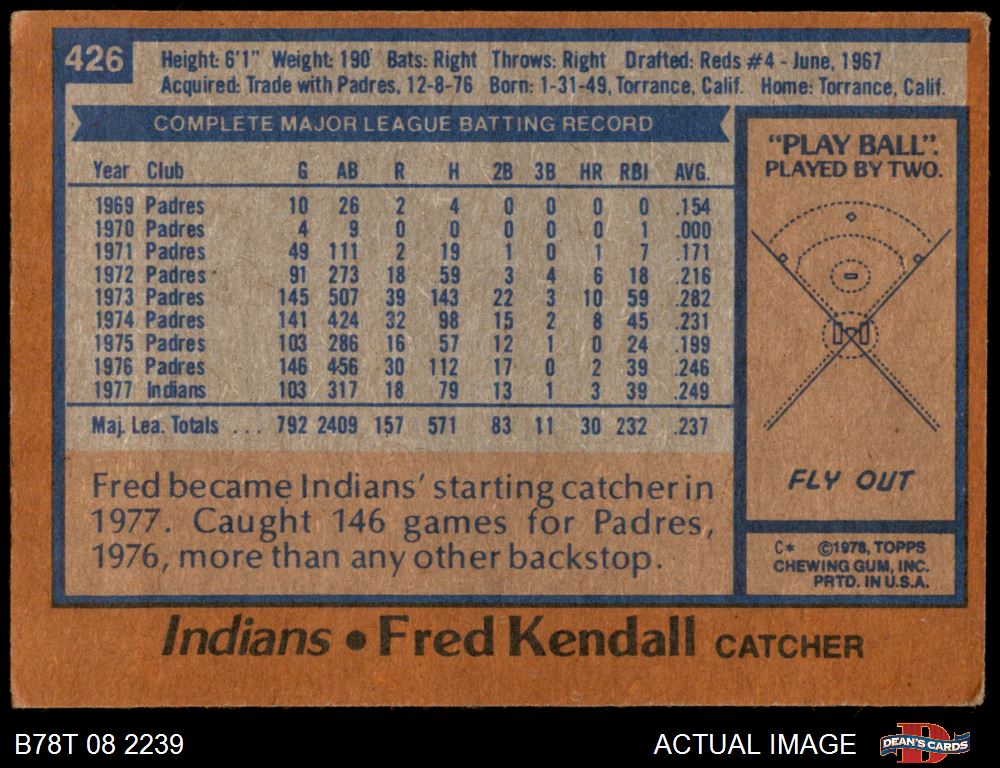 426
Height: 6'1" Weight: 190 Bats: Right Throws: Right Drafted: Reds #4 - June, 1967
Acquired: Trade with Padres, 12-8-76 Born: 1-31-49, Torrance, Calif. Home: Torrance, Calif.
COMPLETE MAJOR LEAGUE BATTING RECORD
Year Club G AB R H 2B 3B HR RBI AVG.
1969 Padres 10 26 2 4 0 0 0 0 .154
1970 Padres 4 9 0 0 0 0 0 1 .000
1971 Padres 49 111 2 19 1 0 1 7 .171
1972 Padres 91 273 18 59 3 4 6 18 .216
1973 Padres 145 507 39 143 22 3 10 59 .282
1974 Padres 141 424 32 98 15 2 8 45 .231
1975 Padres 103 286 16 57 12 1 0 24 .199
1976 Padres 146 456 30 112 17 0 2 39 .246
1977 Indians 103 317 18 79 13 1 3 39 .249
Maj. Lea. Totals ... 792 2409 157 571 83 11 30 232 .237
Fred became Indians' starting catcher in
1977. Caught 146 games for Padres,
1976, more than any other backstop.
"PLAY BALL".
PLAYED BY TWO.
FLY OUT
C* ©1978, TOPPS
CHEWING GUM, INC.
PRTD. IN U.S.A.
Indians • Fred Kendall CATCHER
B78T 08 2239
ACTUAL IMAGE
DEAN'S CARDS